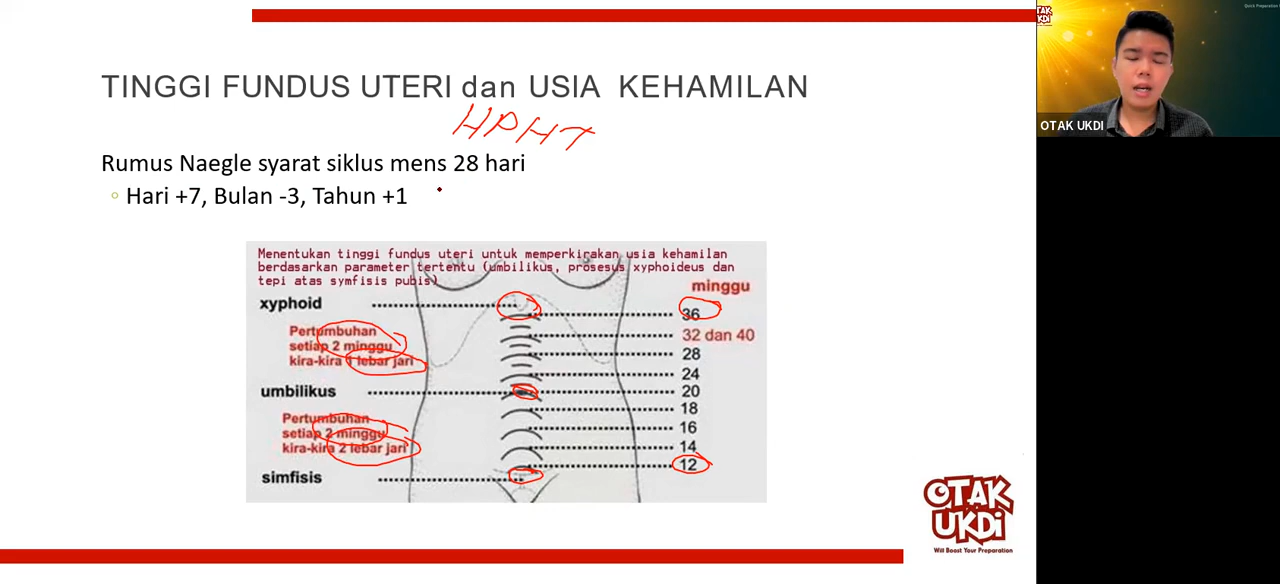 TINGGI FUNDUS UTERI dan USIA KEHAMILAN
HPHT
Rumus Naegle syarat siklus mens 28 hari
Hari +7, Bulan -3, Tahun +1
Menentukan tinggi fundus uteri untuk memperkirakan usia kehamilan
berdasarkan parameter tertentu (umbilikus, prosesus xyphoideus dan
tepi atas symfisis pubis)
minggu
xyphoid
36
Pertumbuhan
setiap 2 minggu
kira-kira 1 lebar jari
32 dan 40
28
24
umbilikus
20
18
Pertumbuhan
setiap 2 minggu
kira-kira 2 lebar jari
16
14
12
simfisis
OTAK
UKDI
OTAK UKDI
OTAK
UKDi
Will Boost Your Preparation